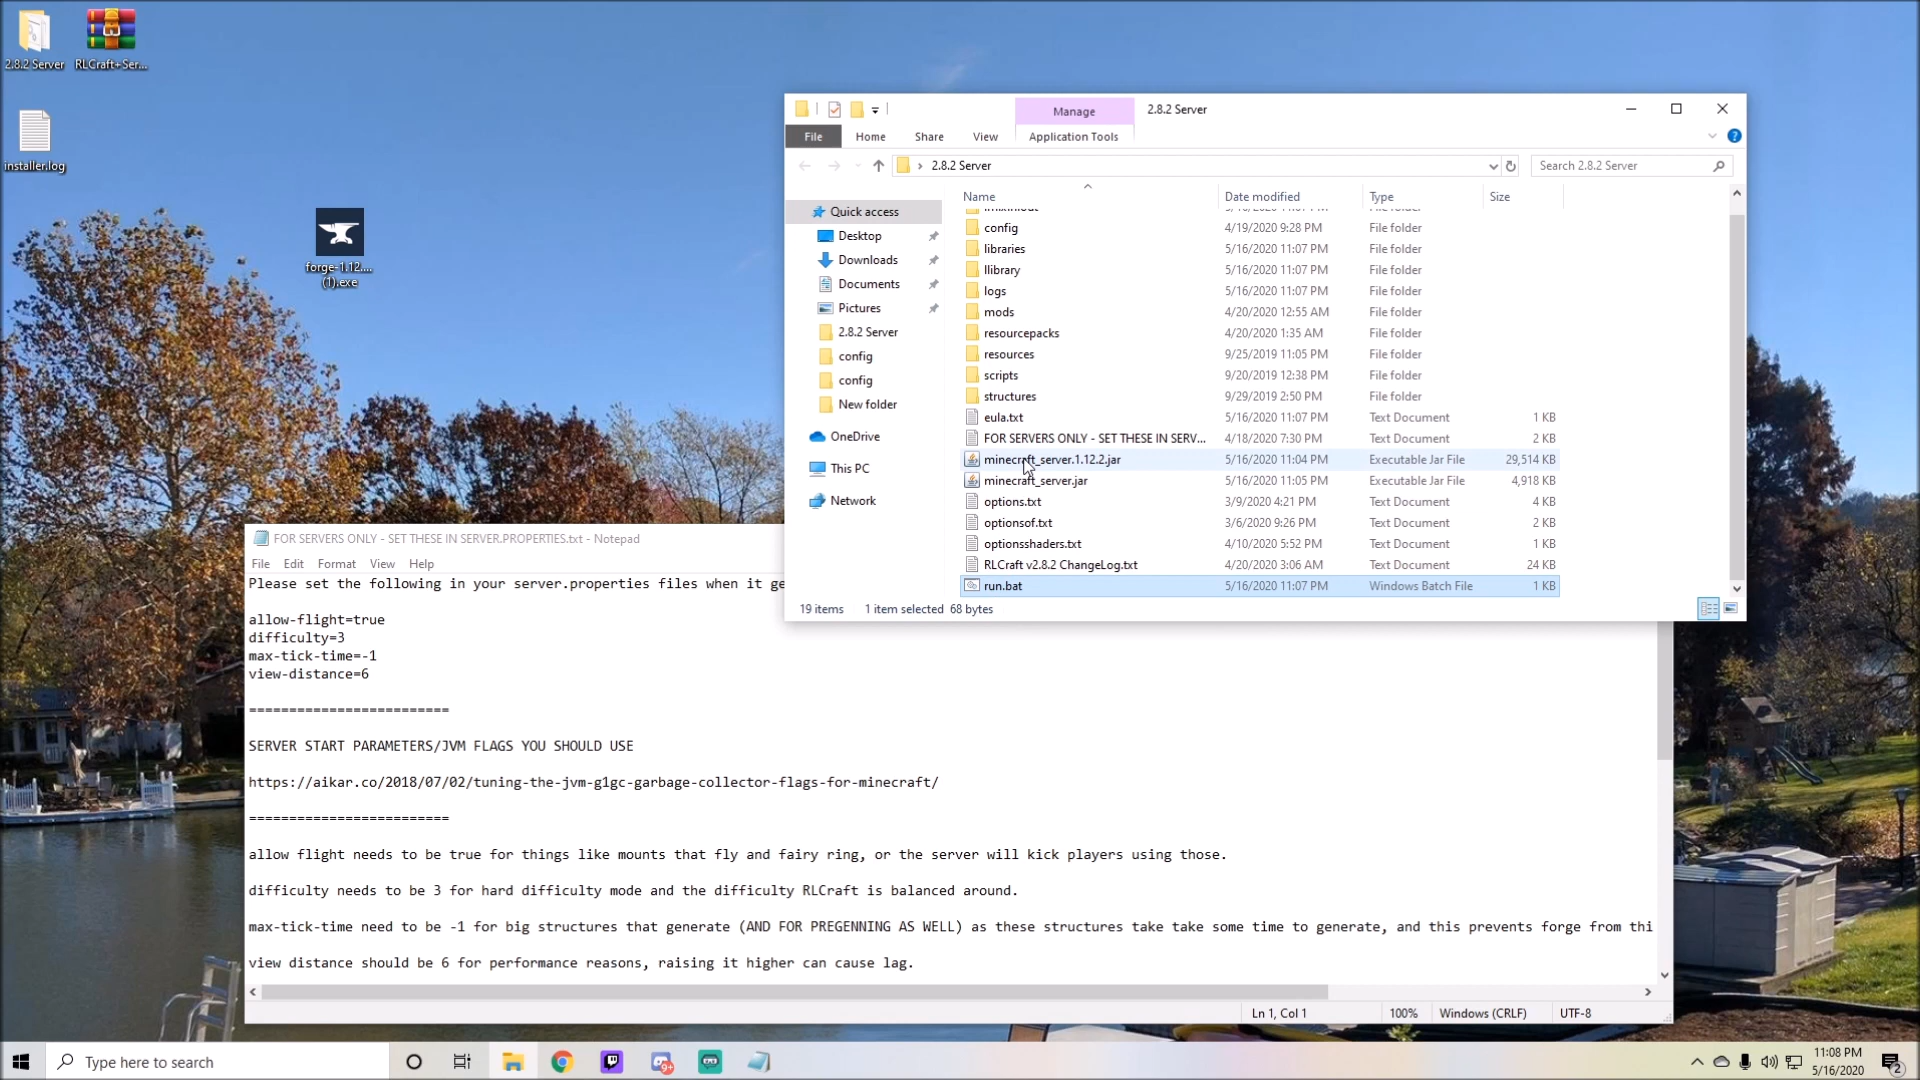 2.8.2 Server
RLCraft+Ser...
installer.log
forge-1.12....
(1).exe
Manage
2.8.2 Server
File
Home
Share
View
Application Tools
2.8.2 Server
Search 2.8.2 Server
Name
Date modified
Type
Size
Quick access
Desktop
Downloads
Documents
Pictures
2.8.2 Server
config
config
New folder
OneDrive
This PC
Network
config 4/19/2020 9:28 PM File folder
libraries 5/16/2020 11:07 PM File folder
llibrary 5/16/2020 11:07 PM File folder
logs 5/16/2020 11:07 PM File folder
mods 4/20/2020 12:55 AM File folder
resourcepacks 4/20/2020 1:35 AM File folder
resources 9/25/2019 11:05 PM File folder
scripts 9/20/2019 12:38 PM File folder
structures 9/29/2019 2:50 PM File folder
eula.txt 5/16/2020 11:07 PM Text Document 1 KB
FOR SERVERS ONLY - SET THESE IN SERV... 4/18/2020 7:30 PM Text Document 2 KB
minecraft_server.1.12.2.jar 5/16/2020 11:04 PM Executable Jar File 29,514 KB
minecraft_server.jar 5/16/2020 11:05 PM Executable Jar File 4,918 KB
options.txt 3/9/2020 4:21 PM Text Document 4 KB
optionsof.txt 3/6/2020 9:26 PM Text Document 2 KB
optionsshaders.txt 4/10/2020 5:52 PM Text Document 1 KB
RLCraft v2.8.2 ChangeLog.txt 4/20/2020 3:06 AM Text Document 24 KB
run.bat 5/16/2020 11:07 PM Windows Batch File 1 KB
19 items 1 item selected 68 bytes
FOR SERVERS ONLY - SET THESE IN SERVER.PROPERTIES.txt - Notepad
File Edit Format View Help
Please set the following in your server.properties files when it ge
allow-flight=true
difficulty=3
max-tick-time=-1
view-distance=6
=========================
SERVER START PARAMETERS/JVM FLAGS YOU SHOULD USE
https://aikar.co/2018/07/02/tuning-the-jvm-g1gc-garbage-collector-flags-for-minecraft/
=========================
allow flight needs to be true for things like mounts that fly and fairy ring, or the server will kick players using those.
difficulty needs to be 3 for hard difficulty mode and the difficulty RLCraft is balanced around.
max-tick-time need to be -1 for big structures that generate (AND FOR PREGENNING AS WELL) as these structures take take some time to generate, and this prevents forge from thi
view distance should be 6 for performance reasons, raising it higher can cause lag.
Ln 1, Col 1 100% Windows (CRLF) UTF-8
Type here to search
9+
11:08 PM
5/16/2020
2